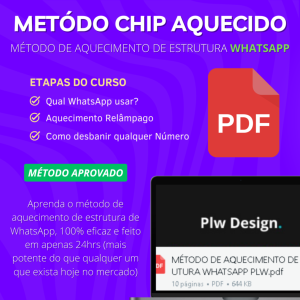 METÓDO CHIP AQUECIDO
MÉTODO DE AQUECIMENTO DE ESTRUTURA WHATSAPP
ETAPAS DO CURSO
Qual WhatsApp usar?
Aquecimento Relâmpago
Como desbanir qualquer Número
PDF
MÉTODO APROVADO
Aprenda o método de
aquecimento de estrutura de
WhatsApp, 100% eficaz e feito
em apenas 24hrs (mais
potente do que qualquer um
que exista hoje no mercado)
Plw Design.
MÉTODO DE AQUECIMENTO DE
UTURA WHATSAPP PLW.pdf
10 páginas • PDF • 644 KB